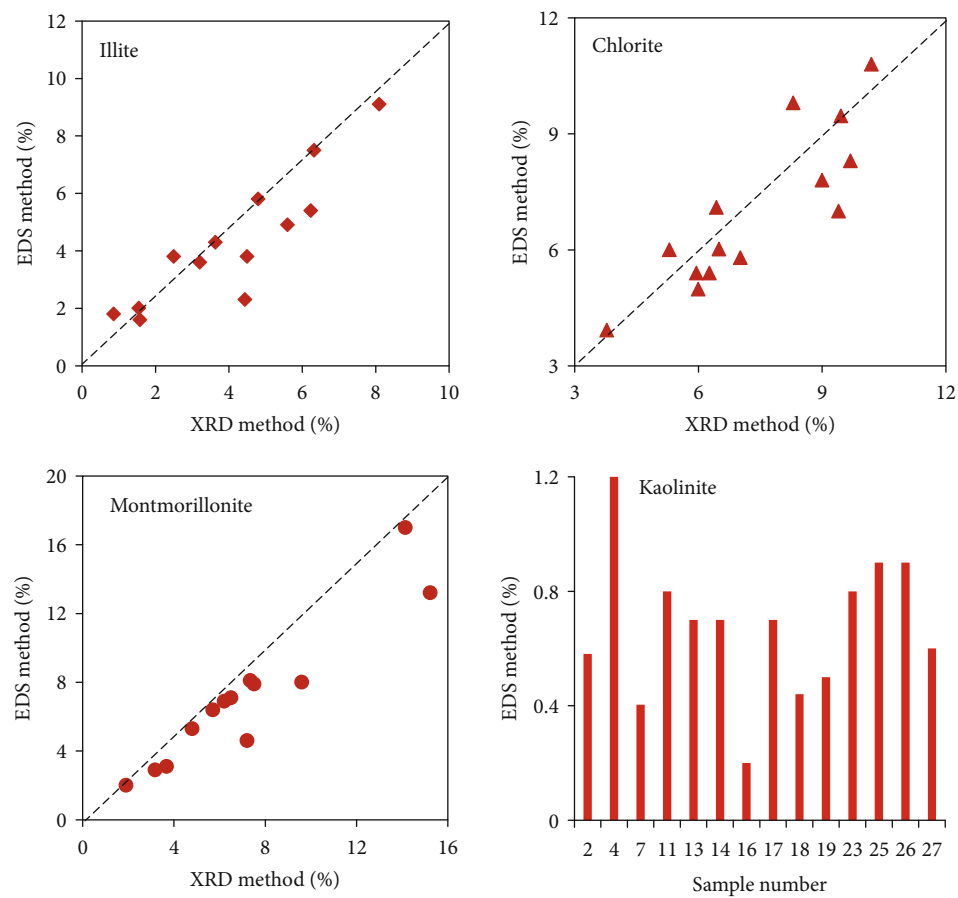 Illite
12
10
8
6
4
2
0
EDS method (%)
0 2 4 6 8 10
XRD method (%)
Chlorite
12
9
6
3
EDS method (%)
3 6 9 12
XRD method (%)
Montmorillonite
20
16
12
8
4
0
EDS method (%)
0 4 8 12 16
XRD method (%)
Kaolinite
1.2
0.8
0.4
0
EDS method (%)
2 4 7 11 13 14 16 17 18 19 23 25 26 27
Sample number